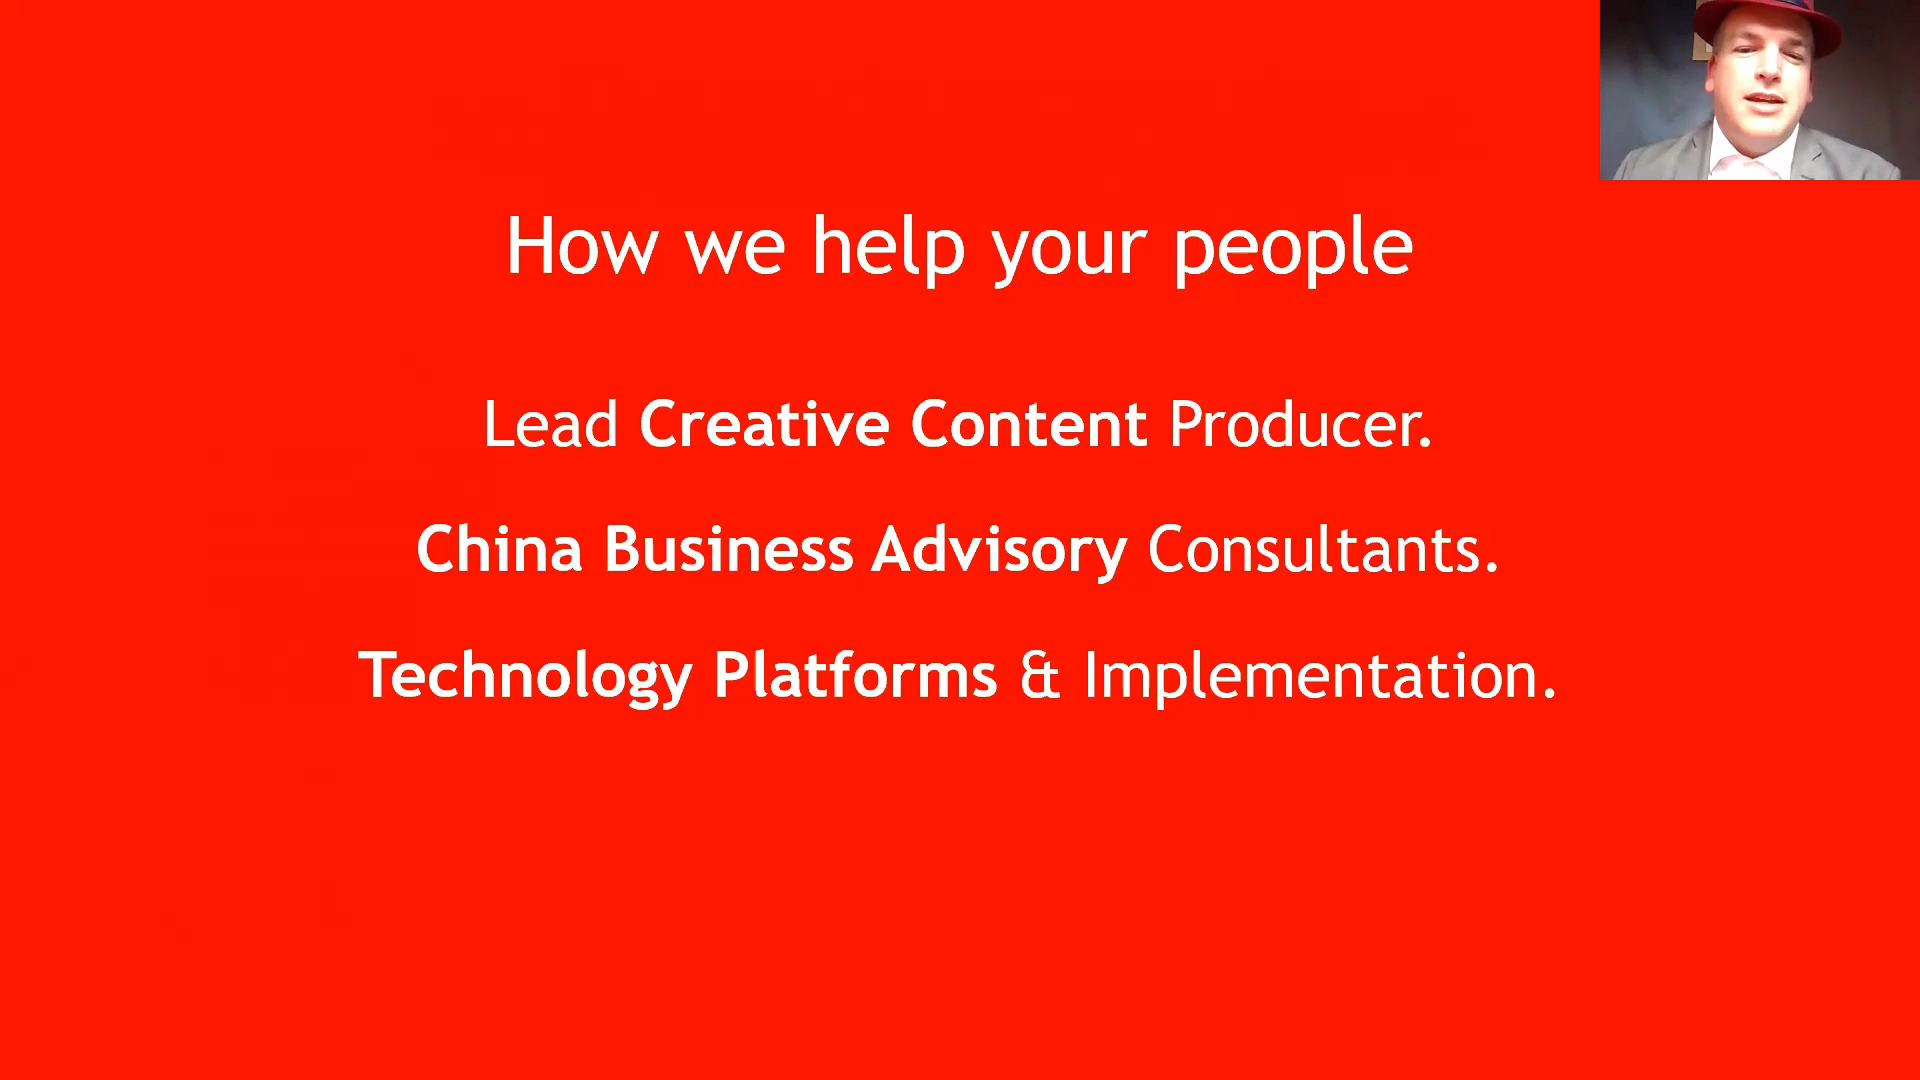 How we help your people
Lead Creative Content Producer.
China Business Advisory Consultants.
Technology Platforms & Implementation.